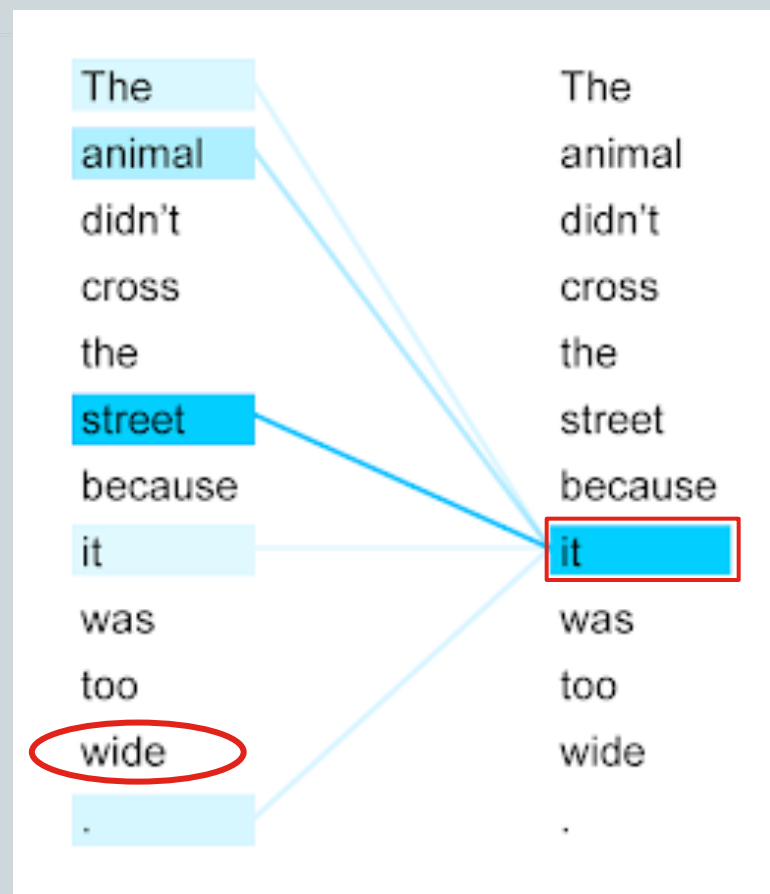 The The
animal animal
didn't didn't
cross cross
the the
street street
because because
it it
was was
too too
wide wide
. .